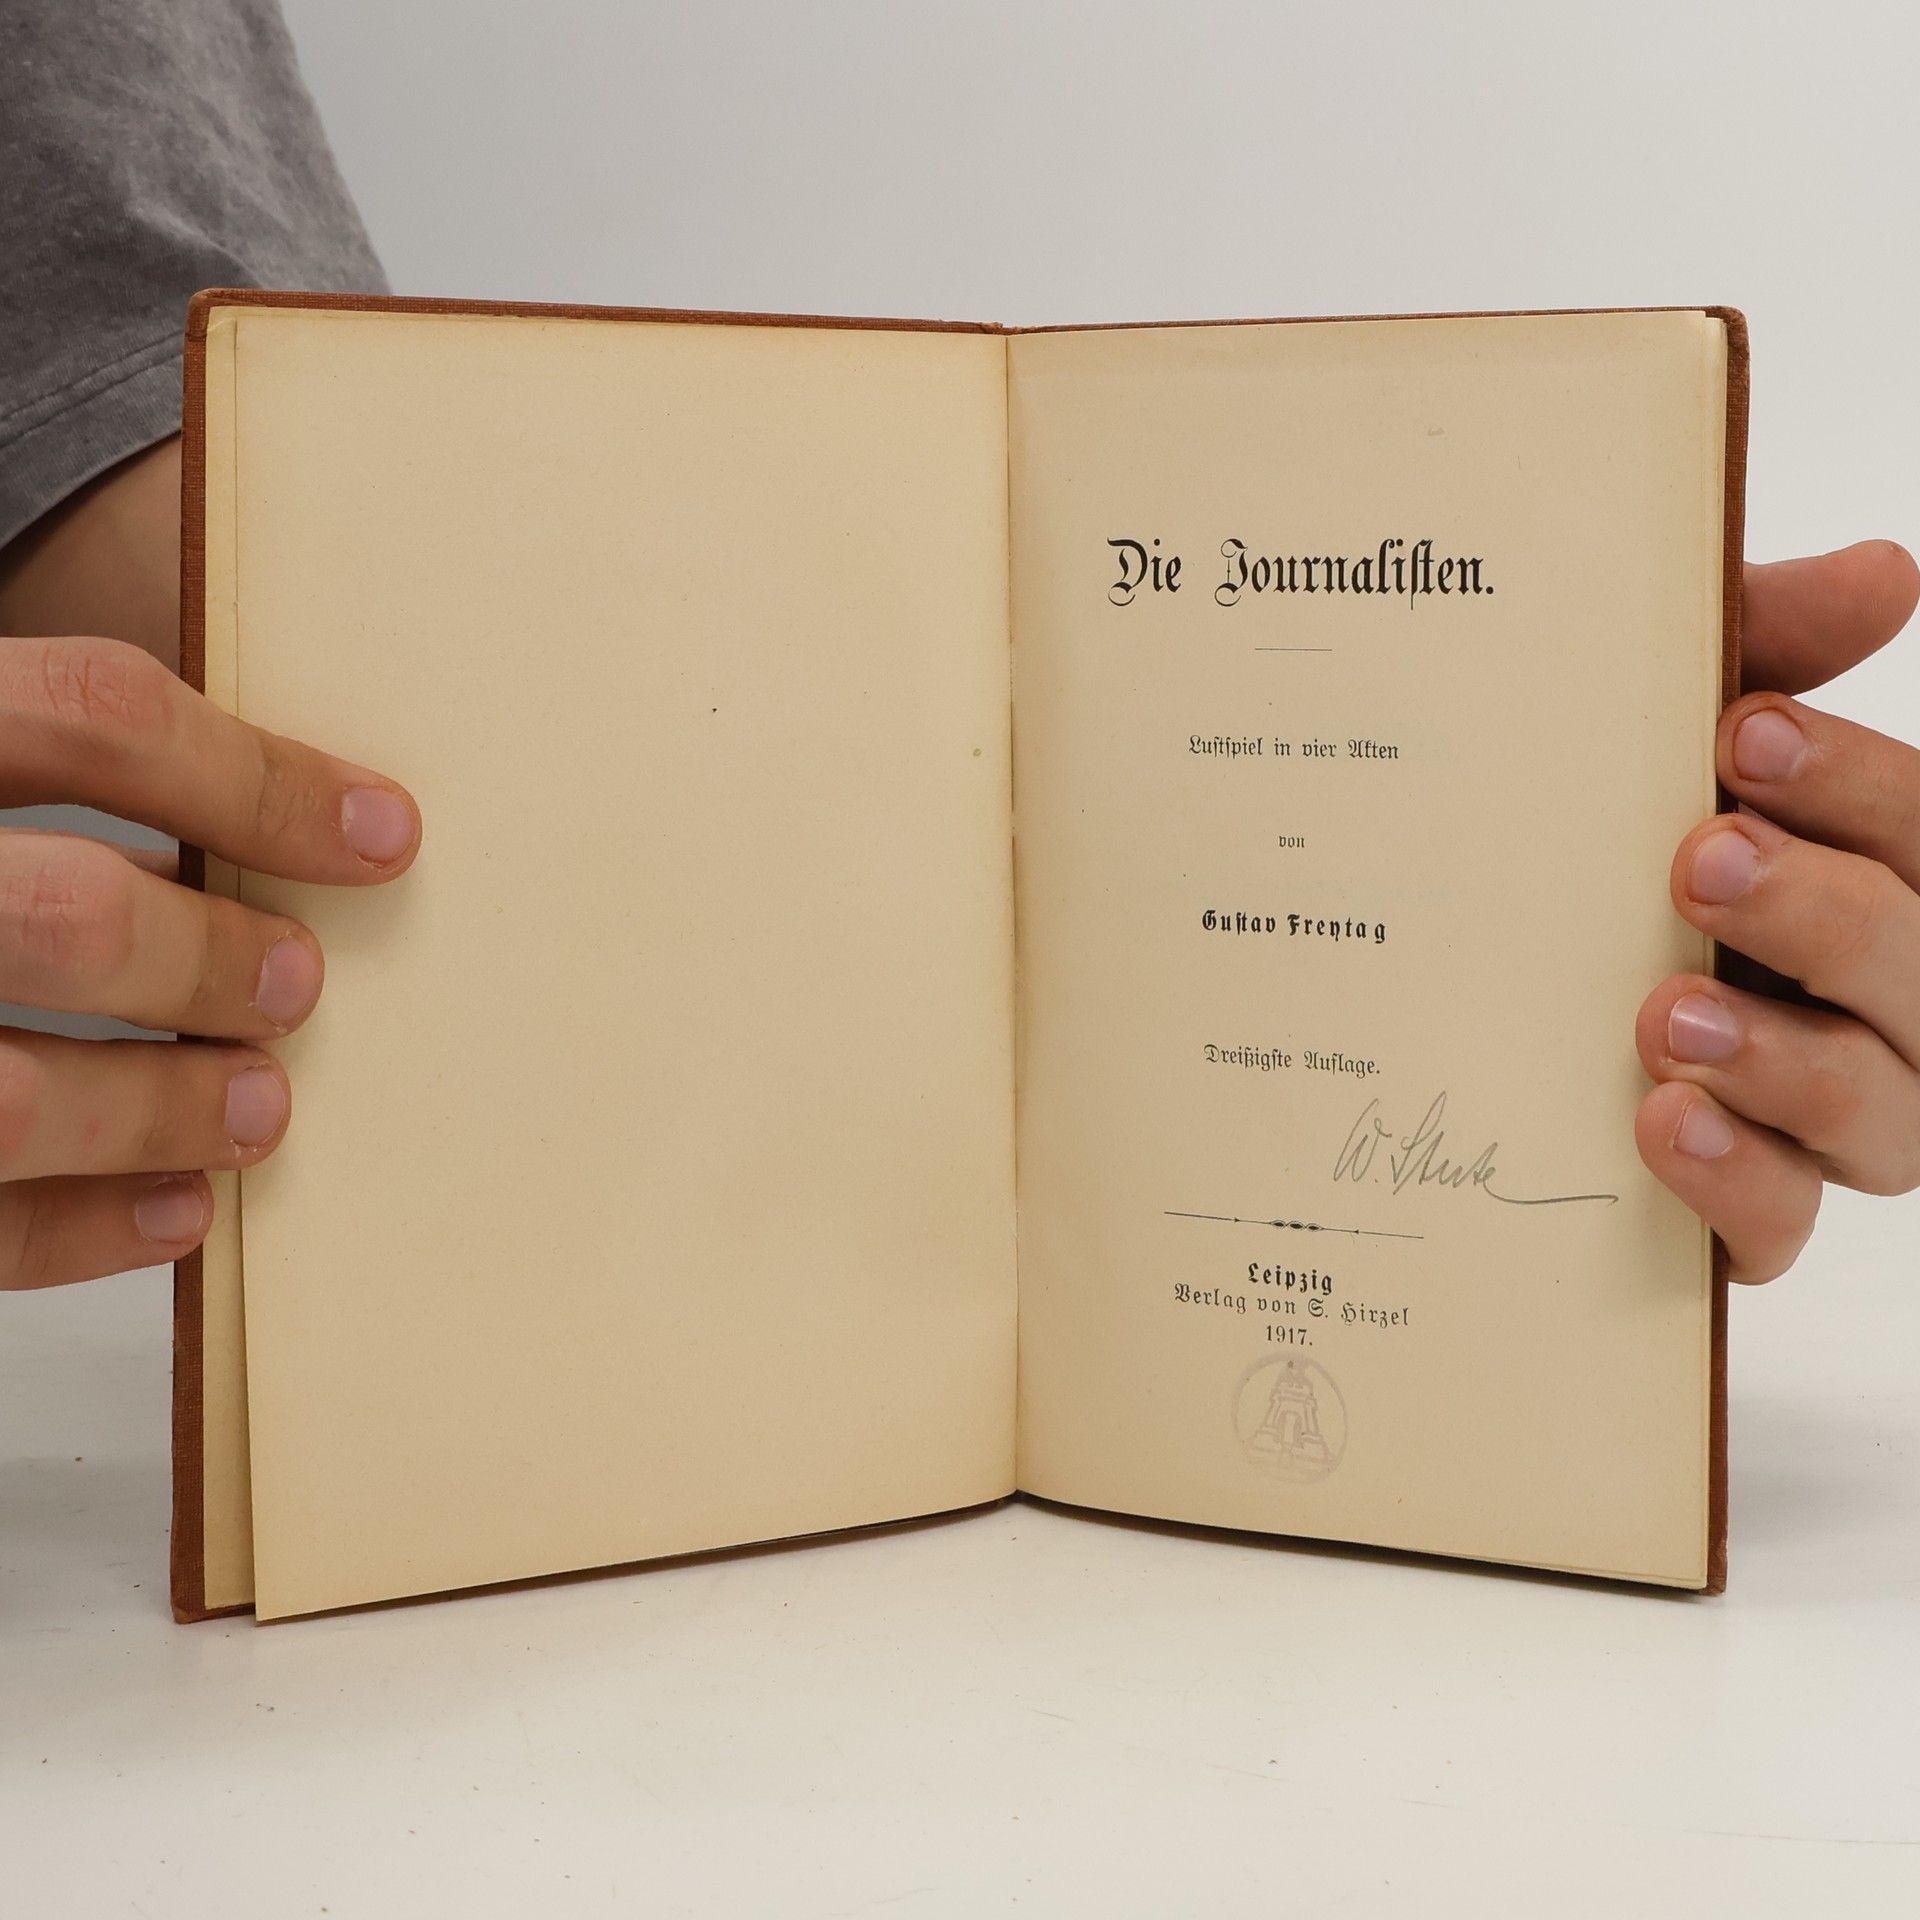 Die Journaliſten.
Luſtſpiel in vier Akten
von
Guſtav Freytag
Dreißigſte Auflage.
W.
Leipzig
Verlag von S. Hirzel
1917.